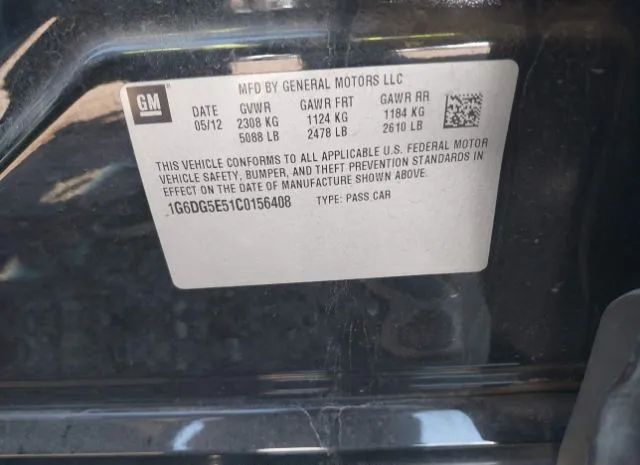 MFD BY GENERAL MOTORS LLC
GM
DATE GVWR GAWR FRT GAWR RR
05/12 2308 KG 1124 KG 1184 KG
5088 LB 2478 LB 2610 LB
THIS VEHICLE CONFORMS TO ALL APPLICABLE U.S. FEDERAL MOTOR
VEHICLE SAFETY, BUMPER, AND THEFT PREVENTION STANDARDS IN
EFFECT ON THE DATE OF MANUFACTURE SHOWN ABOVE.
1G6DG5E51C0156408 TYPE: PASS CAR